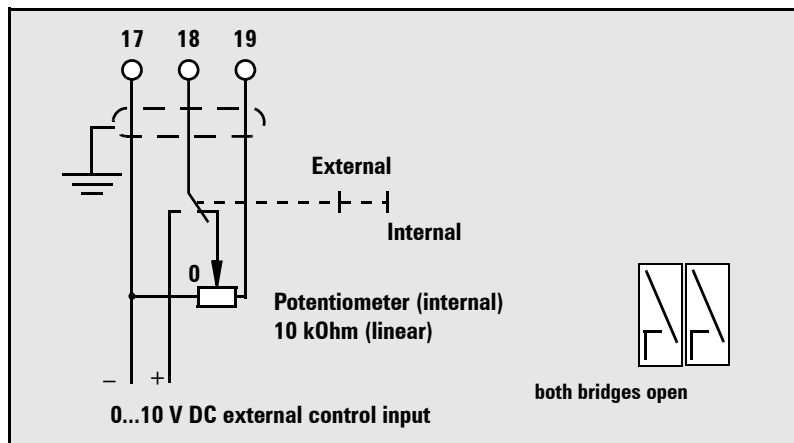 17 18 19
External
Internal
0
Potentiometer (internal)
10 kOhm (linear)
– +
both bridges open
0...10 V DC external control input